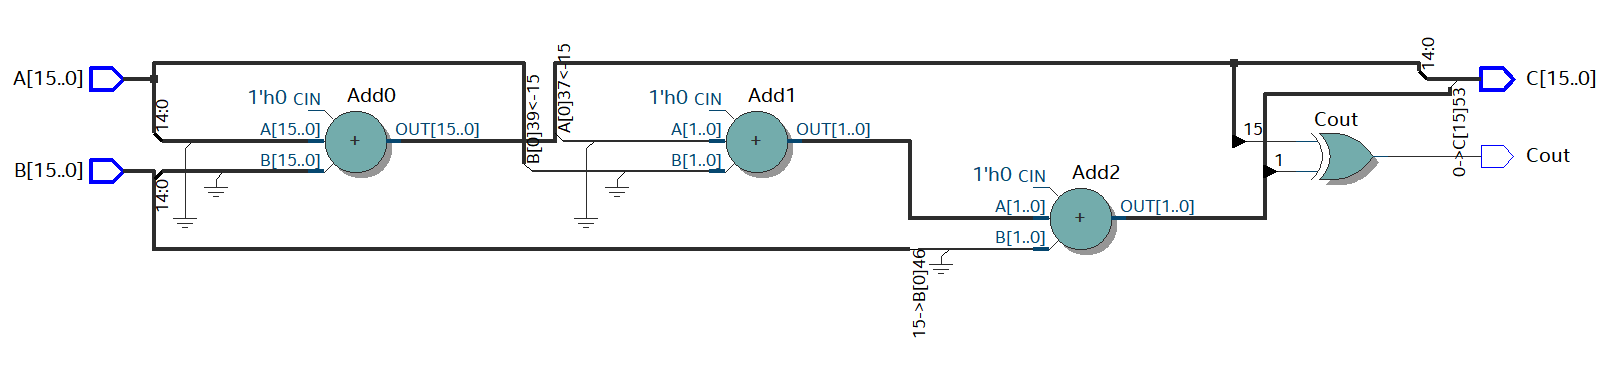 A[15..0]
B[15..0]
14:0
14:0
1'h0 CIN
Add0
A[15..0]
B[15..0]
+
OUT[15..0]
B[0]39<-15
A[0]37<-15
1'h0 CIN
Add1
A[1..0]
B[1..0]
+
OUT[1..0]
15->B[0]46
1'h0 CIN
Add2
A[1..0]
B[1..0]
+
OUT[1..0]
15
1
Cout
14:0
0->C[15]53
C[15..0]
Cout